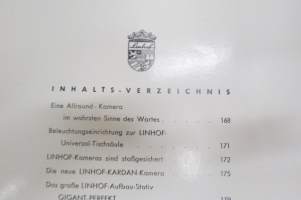 Linhof
INHALTS-VERZEICHNIS
Eine Allround-Kamera
im wahrsten Sinne des Wortes 168
Beleuchtungseinrichtung zur LINHOF-
Universal-Tischsäule 171
LINHOF-Kameras sind stoßgesichert 172
Die neue LINHOF-KARDAN-Kamera 175
Das große LINHOF-Aufbau-Stativ
GIGANT PERFEKT